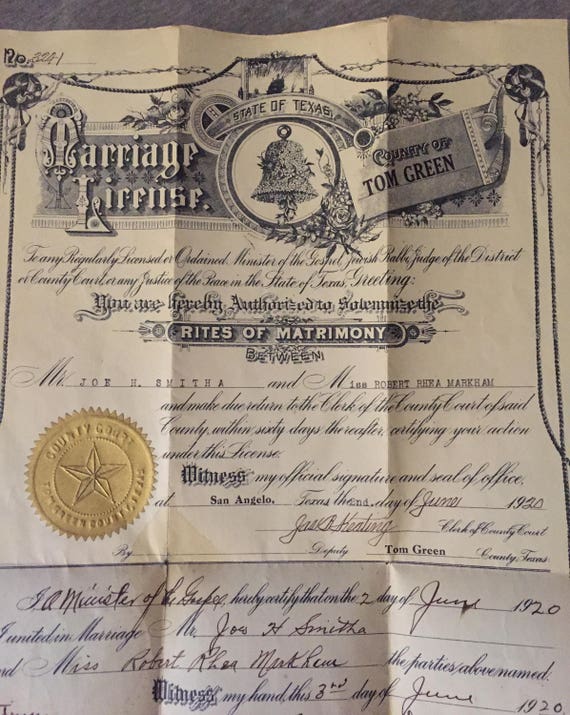 No. 3241
STATE OF TEXAS
Marriage License.
COUNTY OF TOM GREEN
To any Regularly Licensed or Ordained Minister of the Gospel, Jewish Rabbi, Judge of the District
or County Court, or any Justice of the Peace in the State of Texas, Greeting:
You are hereby Authorized to Solemnize the
RITES OF MATRIMONY
BETWEEN
Mr. JOE H. SMITHA and Miss ROBERT RHEA MARKHAM
and make due return to the Clerk of the County Court of said
County, within sixty days thereafter, certifying your action
under this License.
COUNTY COURT
TOM GREEN COUNTY, TEXAS
Witness my official signature and seal of office,
at San Angelo, Texas the 2nd. day of June 1920
Jas P Keating Clerk of County Court
By Deputy Tom Green County, Texas
I, a Minister of the Gospel, hereby certify that on the 2 day of June 1920
I united in Marriage Mr. Joe H Smitha
nd Miss Robert Rhea Markham the parties above named.
Witness my hand, this 3rd day of June 1920